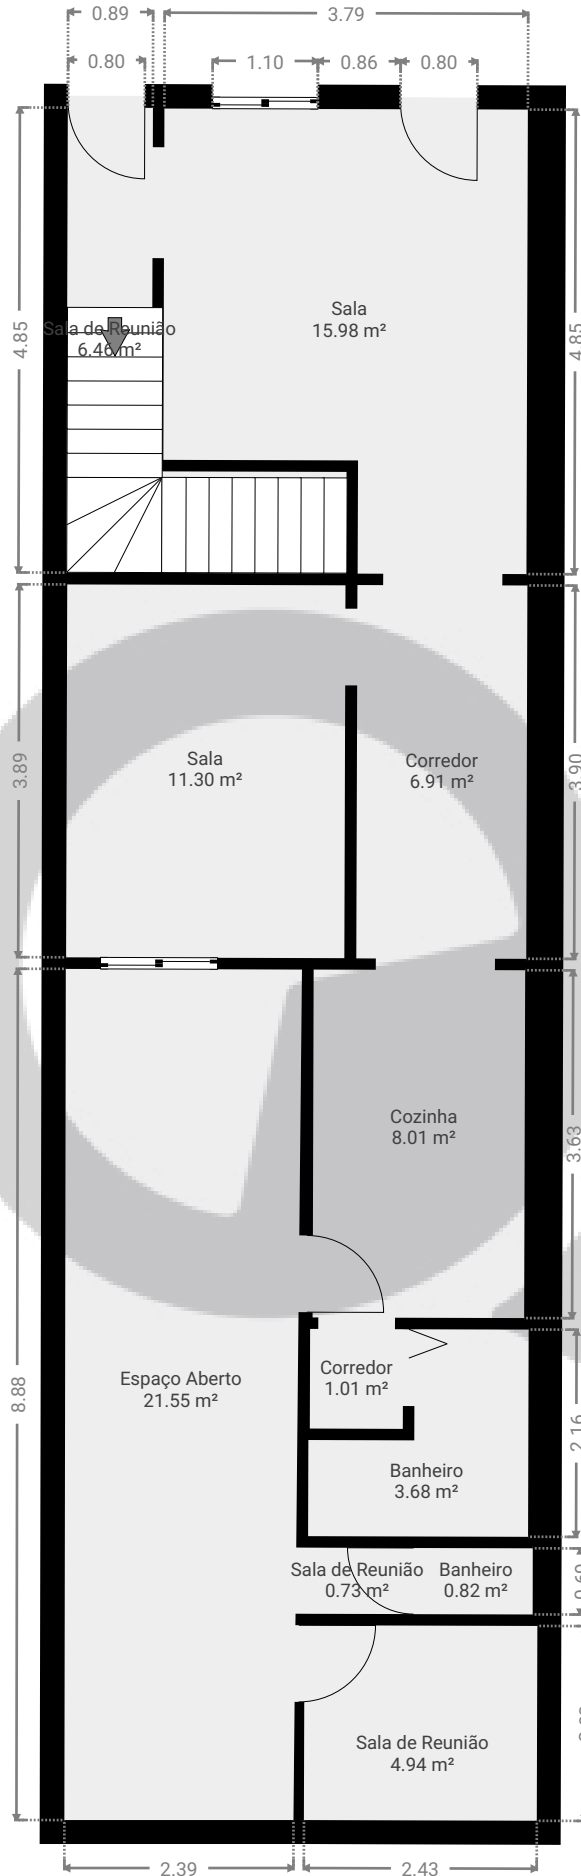 0.89
3.79
0.80
1.10
0.86
0.80
4.85
4.85
Sala
15.98 m²
Sala de Reunião
6.46 m²
3.89
3.90
Sala
11.30 m²
Corredor
6.91 m²
Cozinha
8.01 m²
3.63
8.88
Espaço Aberto
21.55 m²
Corredor
1.01 m²
2.16
Banheiro
3.68 m²
Sala de Reunião
0.73 m²
Banheiro
0.82 m²
0.69
Sala de Reunião
4.94 m²
2.39
2.43